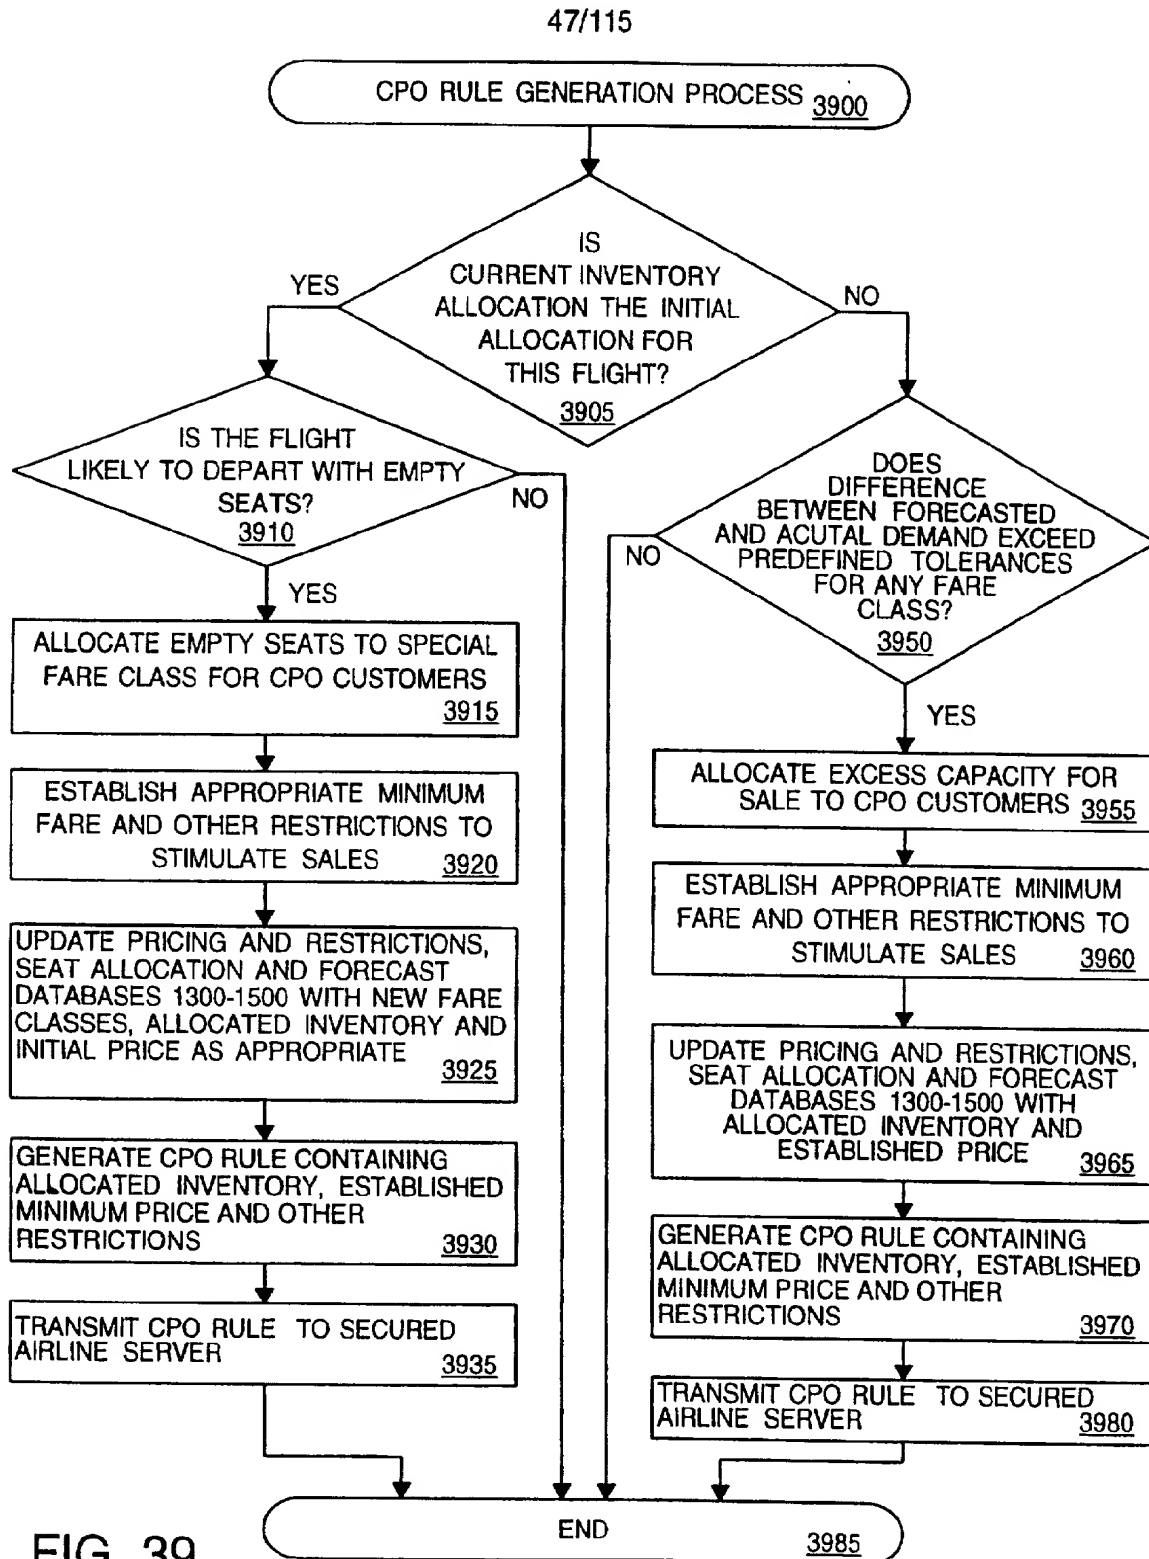 47/115
CPO RULE GENERATION PROCESS 3900
IS
CURRENT INVENTORY
ALLOCATION THE INITIAL
ALLOCATION FOR
THIS FLIGHT?
3905
YES
NO
IS THE FLIGHT
LIKELY TO DEPART WITH EMPTY
SEATS?
3910
NO
YES
DOES
DIFFERENCE
BETWEEN FORECASTED
AND ACUTAL DEMAND EXCEED
PREDEFINED TOLERANCES
FOR ANY FARE
CLASS?
3950
NO
YES
ALLOCATE EMPTY SEATS TO SPECIAL
FARE CLASS FOR CPO CUSTOMERS
3915
ESTABLISH APPROPRIATE MINIMUM
FARE AND OTHER RESTRICTIONS TO
STIMULATE SALES 3920
UPDATE PRICING AND RESTRICTIONS,
SEAT ALLOCATION AND FORECAST
DATABASES 1300-1500 WITH NEW FARE
CLASSES, ALLOCATED INVENTORY AND
INITIAL PRICE AS APPROPRIATE 3925
GENERATE CPO RULE CONTAINING
ALLOCATED INVENTORY, ESTABLISHED
MINIMUM PRICE AND OTHER
RESTRICTIONS 3930
TRANSMIT CPO RULE TO SECURED
AIRLINE SERVER 3935
ALLOCATE EXCESS CAPACITY FOR
SALE TO CPO CUSTOMERS 3955
ESTABLISH APPROPRIATE MINIMUM
FARE AND OTHER RESTRICTIONS TO
STIMULATE SALES 3960
UPDATE PRICING AND RESTRICTIONS,
SEAT ALLOCATION AND FORECAST
DATABASES 1300-1500 WITH
ALLOCATED INVENTORY AND
ESTABLISHED PRICE 3965
GENERATE CPO RULE CONTAINING
ALLOCATED INVENTORY, ESTABLISHED
MINIMUM PRICE AND OTHER
RESTRICTIONS 3970
TRANSMIT CPO RULE TO SECURED
AIRLINE SERVER 3980
END 3985
FIG. 39